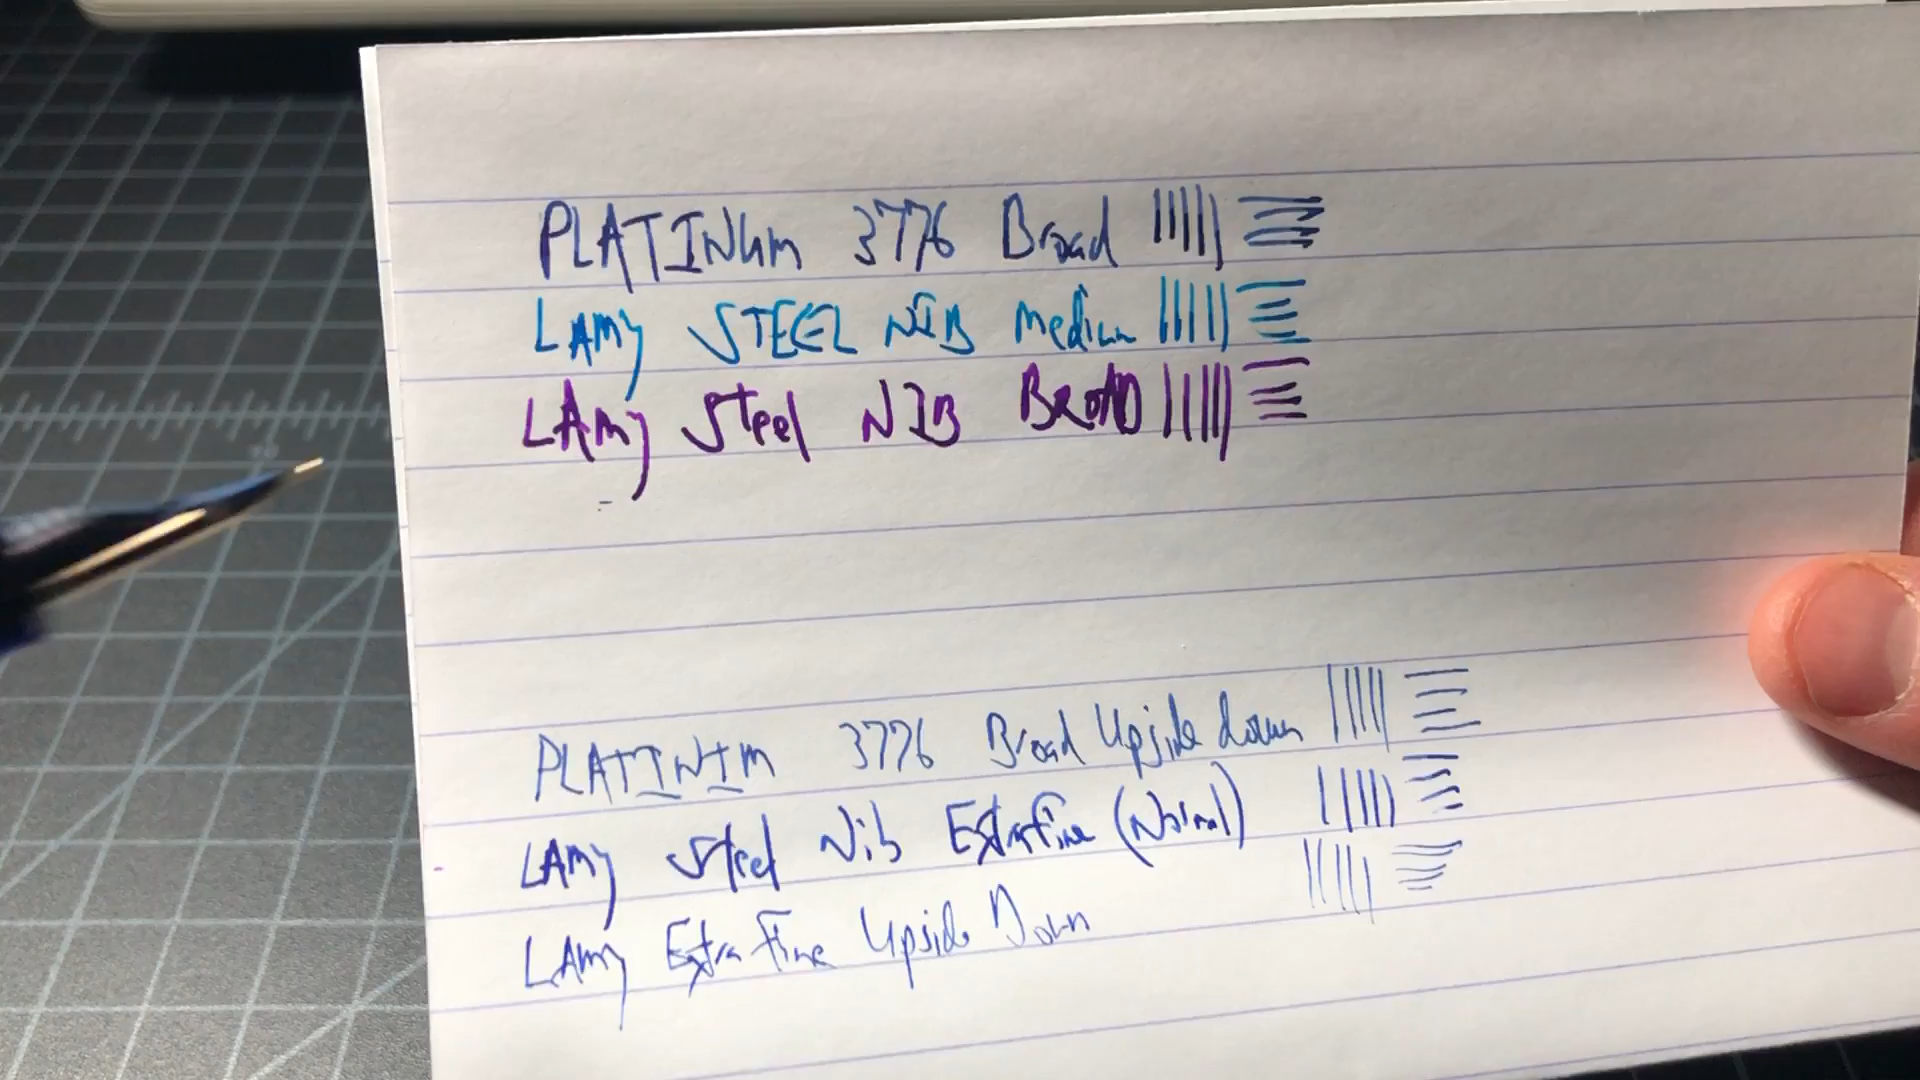 PLATINUm 3776 Broad
LAmy STEEL NIB medium
LAmy Steel NIB BROAD
PLATINIm 3776 Broad Upside down
LAmy Steel Nib Extrafine (Normal)
LAmy Extra Fine Upside Down